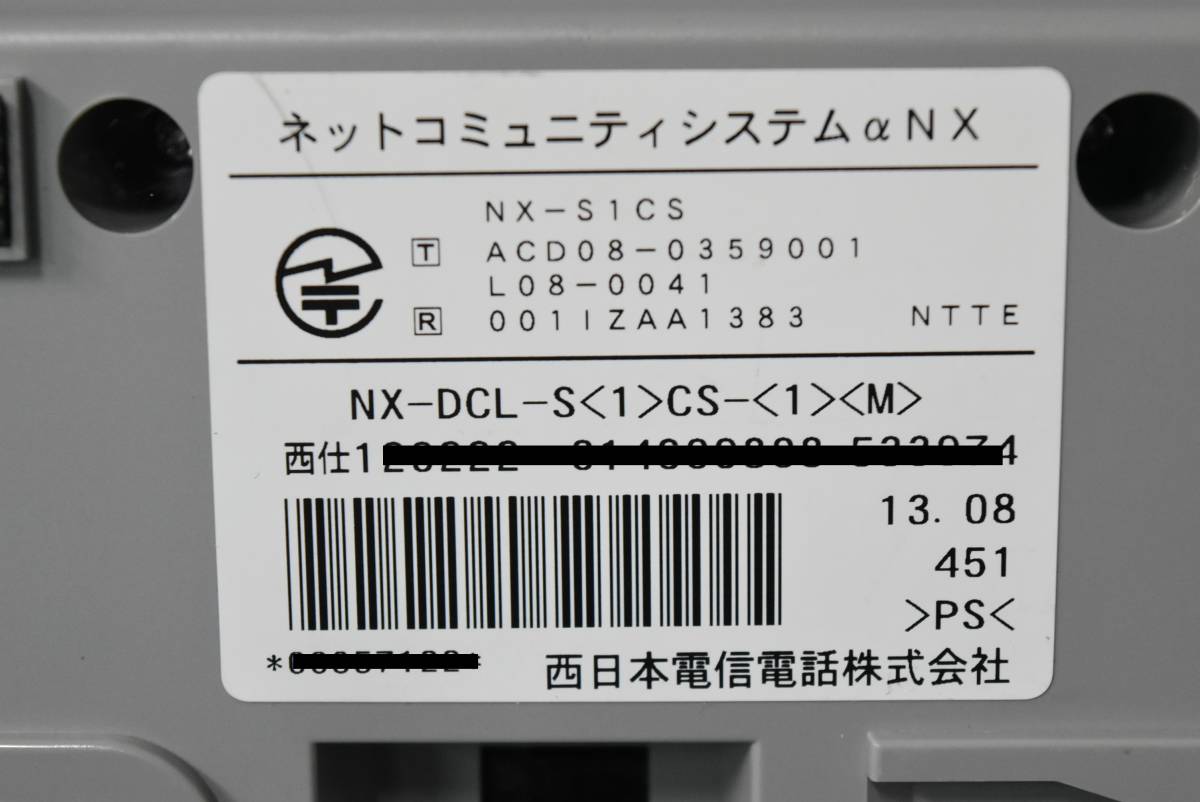 ネットコミュニティシステムαNX
NX-S1CS
T ACD08-0359001
L08-0041
R 001IZAA1383 NTTE
NX-DCL-S<1>CS-<1><M>
西仕1
13.08
451
>PS<
西日本電信電話株式会社